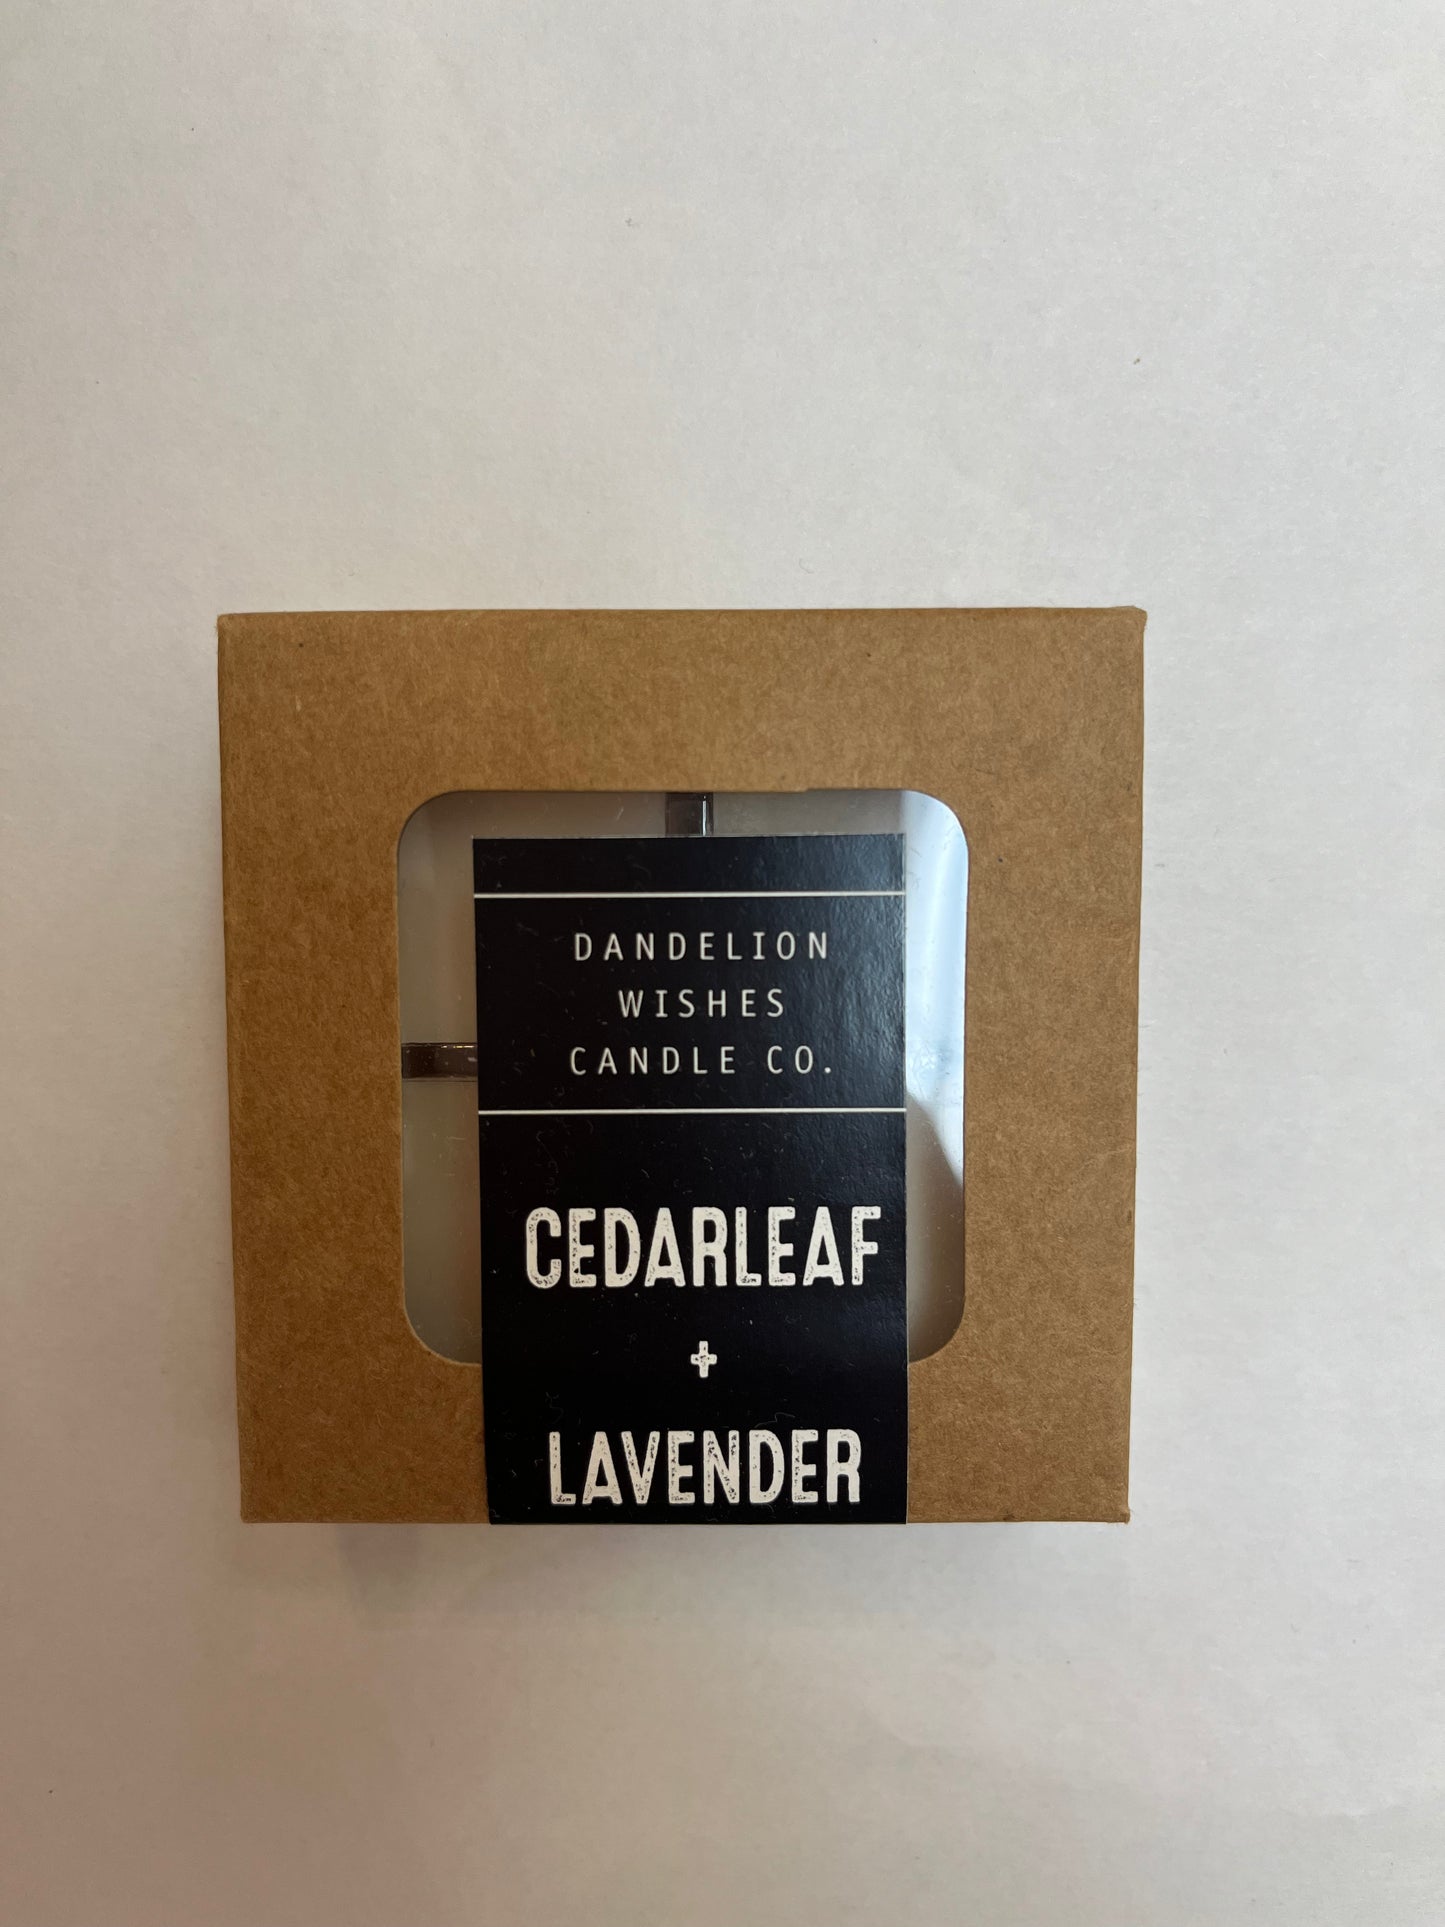 DANDELION
WISHES
CANDLE CO.
CEDARLEAF
+
LAVENDER